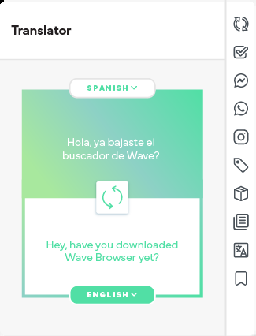 Translator
SPANISH
Hola, ya bajaste el
buscador de Wave?
Hey, have you downloaded
Wave Browser yet?
ENGLISH